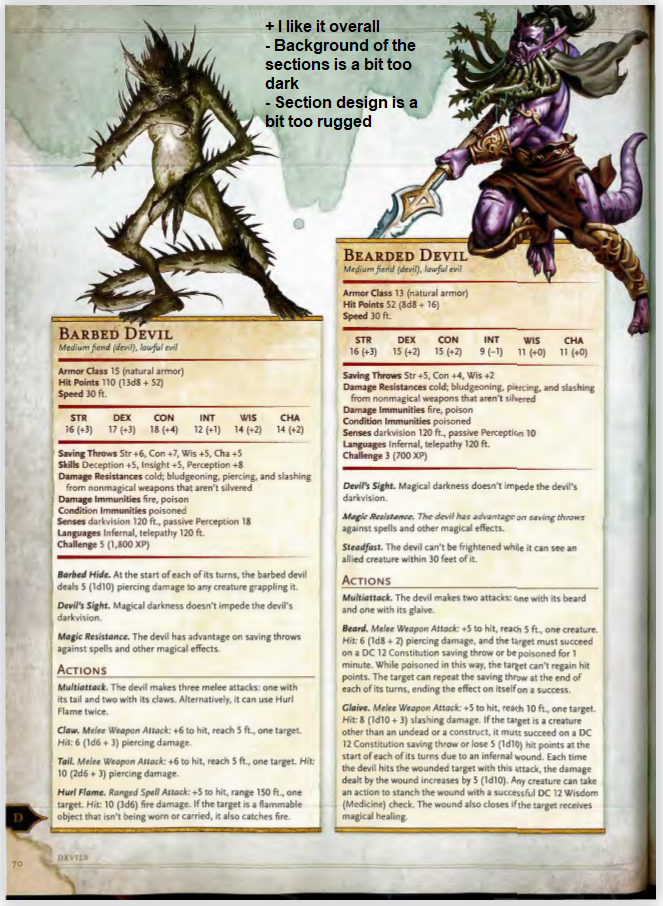 + I like it overall
- Background of the
sections is a bit too
dark
- Section design is a
bit too rugged
BARBED DEVIL
Medium fiend (devil), lawful evil
Armor Class 15 (natural armor)
Hit Points 110 (13d8 + 52)
Speed 30 ft.
STR DEX CON INT WIS CHA
16 (+3) 17 (+3) 18 (+4) 12 (+1) 14 (+2) 14 (+2)
Saving Throws Str +6, Con +7, Wis +5, Cha +5
Skills Deception +5, Insight +5, Perception +8
Damage Resistances cold; bludgeoning, piercing, and slashing
from nonmagical weapons that aren't silvered
Damage Immunities fire, poison
Condition Immunities poisoned
Senses darkvision 120 ft., passive Perception 18
Languages Infernal, telepathy 120 ft.
Challenge 5 (1,800 XP)
Barbed Hide. At the start of each of its turns, the barbed devil
deals 5 (1d10) piercing damage to any creature grappling it.
Devil's Sight. Magical darkness doesn't impede the devil's
darkvision.
Magic Resistance. The devil has advantage on saving throws
against spells and other magical effects.
ACTIONS
Multiattack. The devil makes three melee attacks: one with
its tail and two with its claws. Alternatively, it can use Hurl
Flame twice.
Claw. Melee Weapon Attack: +6 to hit, reach 5 ft., one target.
Hit: 6 (1d6 + 3) piercing damage.
Tail. Melee Weapon Attack: +6 to hit, reach 5 ft., one target. Hit:
10 (2d6 + 3) piercing damage.
Hurl Flame. Ranged Spell Attack: +5 to hit, range 150 ft., one
target. Hit: 10 (3d6) fire damage. If the target is a flammable
object that isn't being worn or carried, it also catches fire.
BEARDED DEVIL
Medium fiend (devil), lawful evil
Armor Class 13 (natural armor)
Hit Points 52 (8d8 + 16)
Speed 30 ft.
STR DEX CON INT WIS CHA
16 (+3) 15 (+2) 15 (+2) 9 (−1) 11 (+0) 11 (+0)
Saving Throws Str +5, Con +4, Wis +2
Damage Resistances cold; bludgeoning, piercing, and slashing
from nonmagical weapons that aren't silvered
Damage Immunities fire, poison
Condition Immunities poisoned
Senses darkvision 120 ft., passive Perception 10
Languages Infernal, telepathy 120 ft.
Challenge 3 (700 XP)
Devil's Sight. Magical darkness doesn't impede the devil's
darkvision.
Magic Resistance. The devil has advantage on saving throws
against spells and other magical effects.
Steadfast. The devil can't be frightened while it can see an
allied creature within 30 feet of it.
ACTIONS
Multiattack. The devil makes two attacks: one with its beard
and one with its glaive.
Beard. Melee Weapon Attack: +5 to hit, reach 5 ft., one creature.
Hit: 6 (1d8 + 2) piercing damage, and the target must succeed
on a DC 12 Constitution saving throw or be poisoned for 1
minute. While poisoned in this way, the target can't regain hit
points. The target can repeat the saving throw at the end of
each of its turns, ending the effect on itself on a success.
Glaive. Melee Weapon Attack: +5 to hit, reach 10 ft., one target.
Hit: 8 (1d10 + 3) slashing damage. If the target is a creature
other than an undead or a construct, it must succeed on a DC
12 Constitution saving throw or lose 5 (1d10) hit points at the
start of each of its turns due to an infernal wound. Each time
the devil hits the wounded target with this attack, the damage
dealt by the wound increases by 5 (1d10). Any creature can take
an action to stanch the wound with a successful DC 12 Wisdom
(Medicine) check. The wound also closes if the target receives
magical healing.
D
70
DEVILS